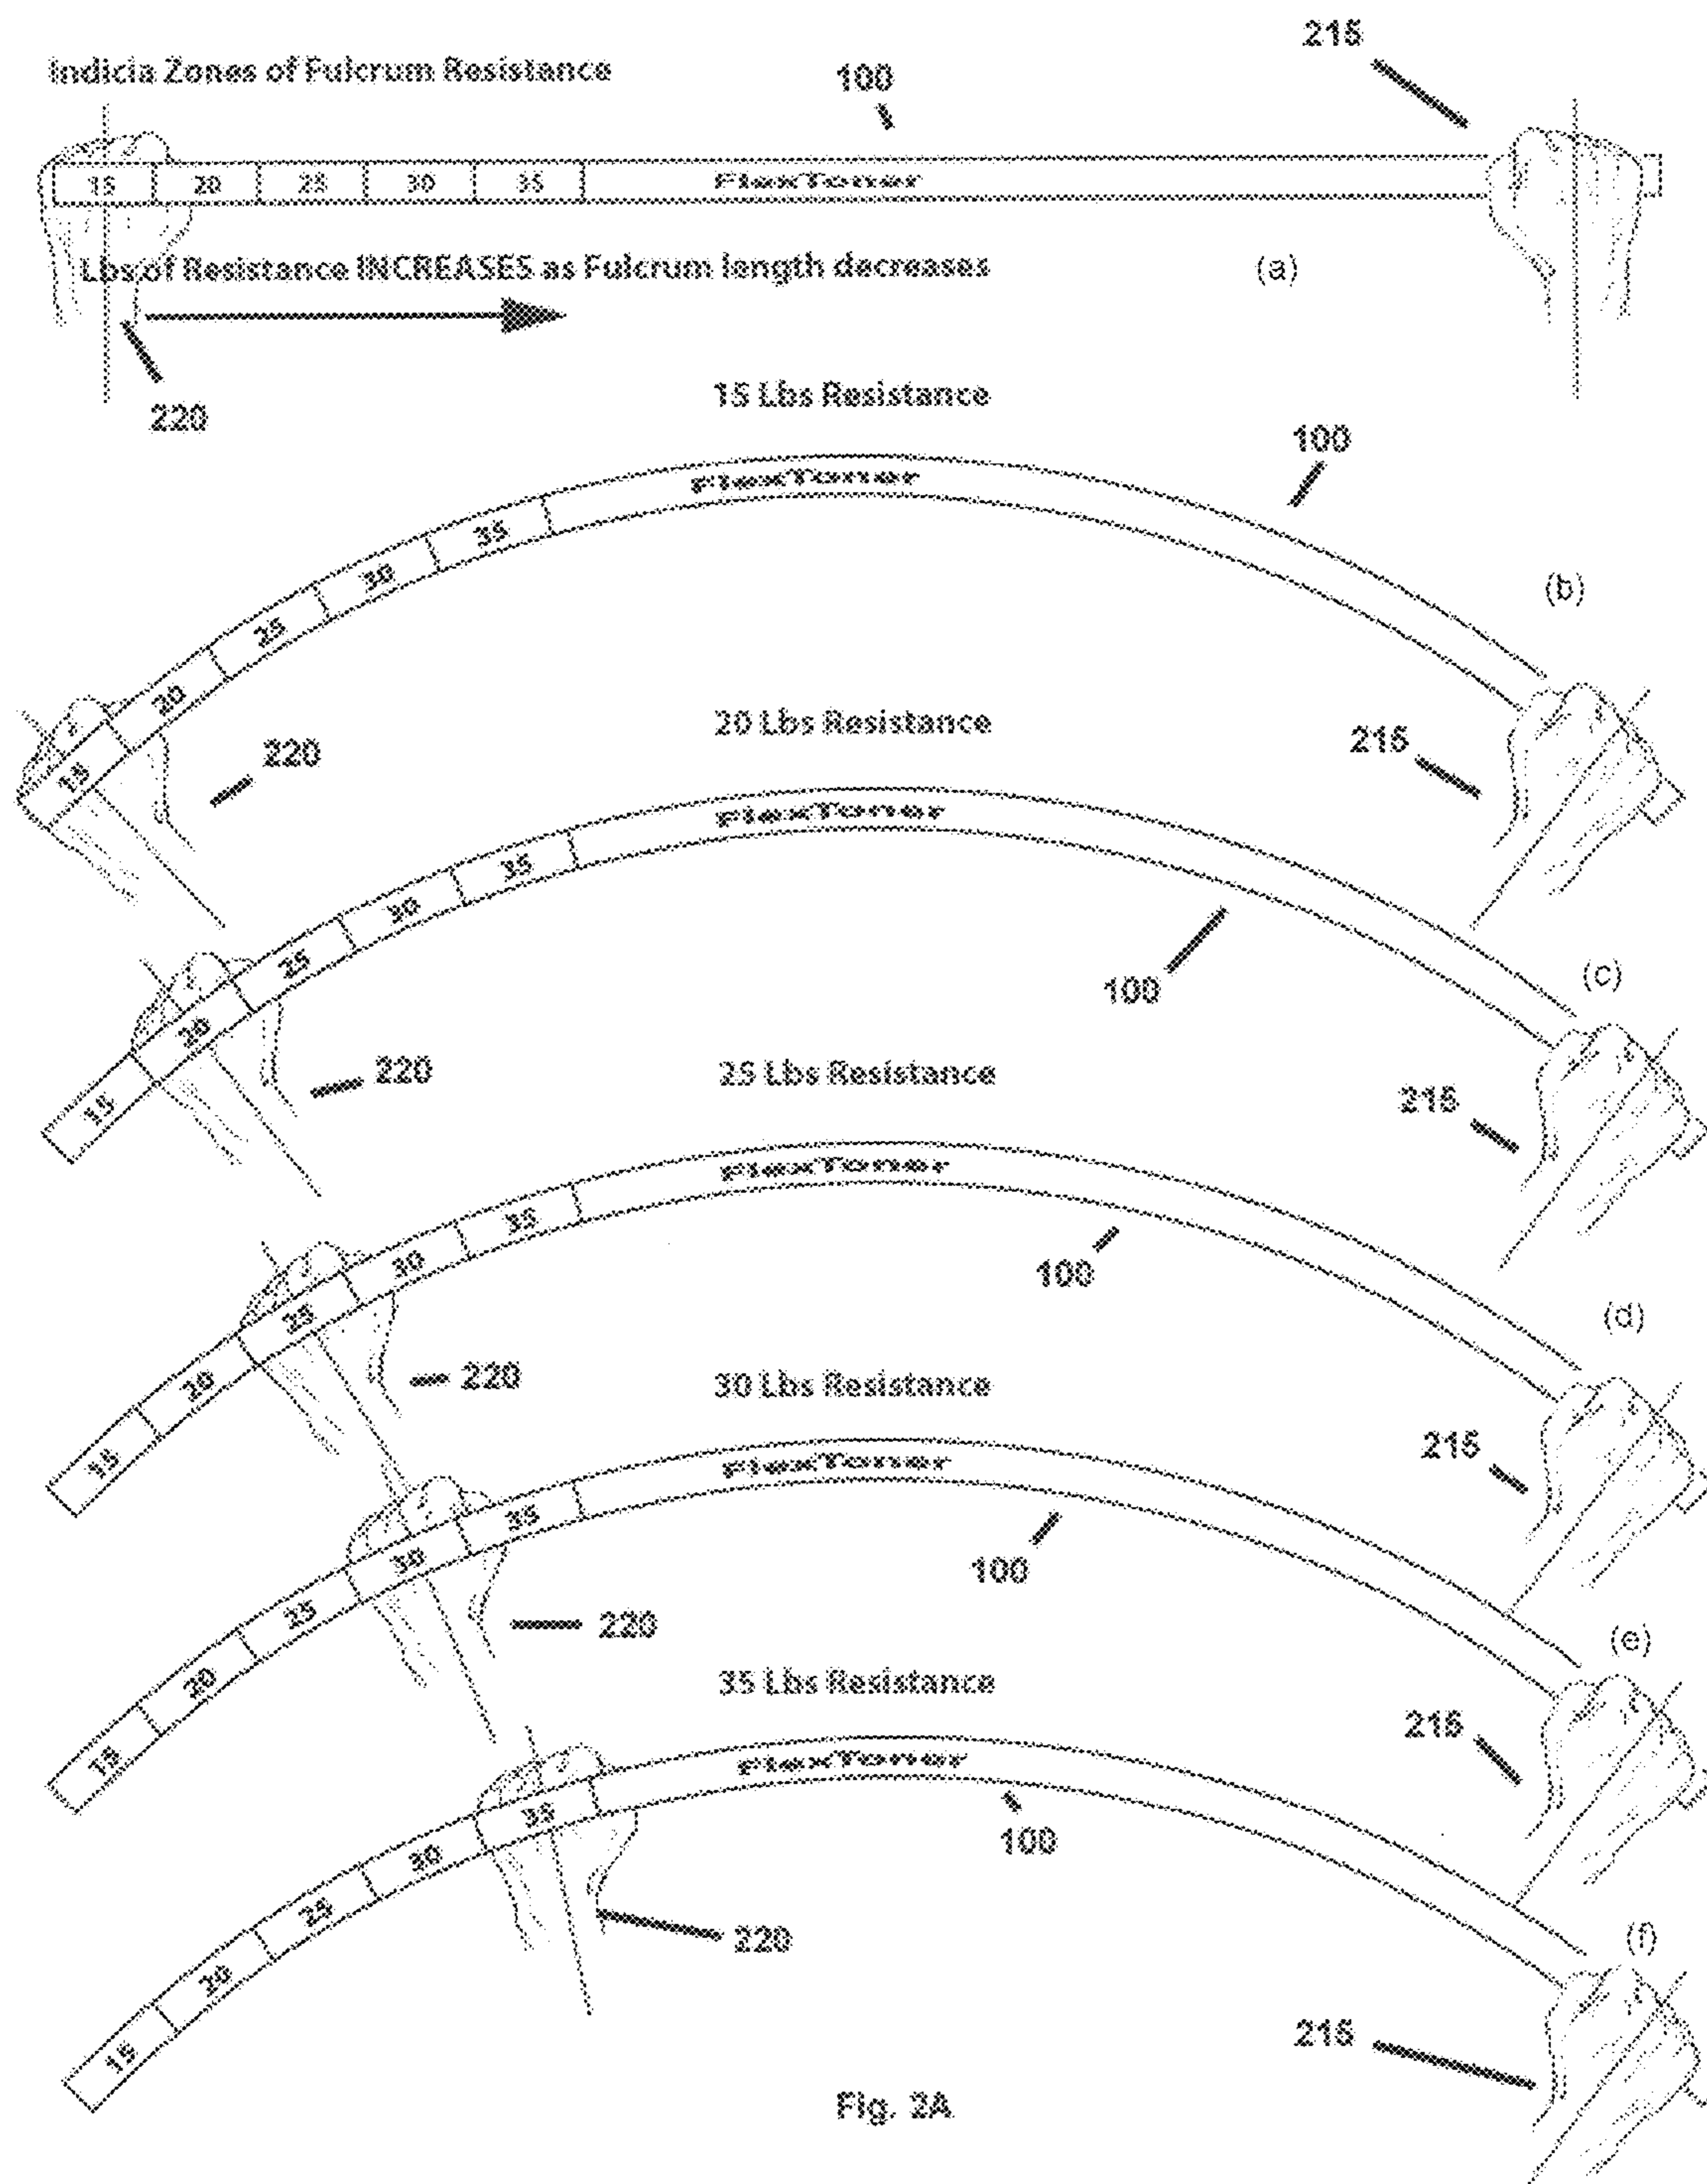 215
Indicia Zones of Fulcrum Resistance
100
15 20 25 30 35 FlexToner
Lbs of Resistance INCREASES as Fulcrum length decreases
(a)
220
15 Lbs Resistance
100
FlexToner
35
30
(b)
25
20
20 Lbs Resistance
215
220
15
FlexToner
35
30
25
(c)
100
20
220
25 Lbs Resistance
215
15
FlexToner
35
30
100
25
(d)
220
30 Lbs Resistance
20
215
15
FlexToner
35
30
100
25
220
(e)
20
35 Lbs Resistance
215
15
FlexToner
35
100
30
25
220
(f)
20
215
15
Fig. 2A